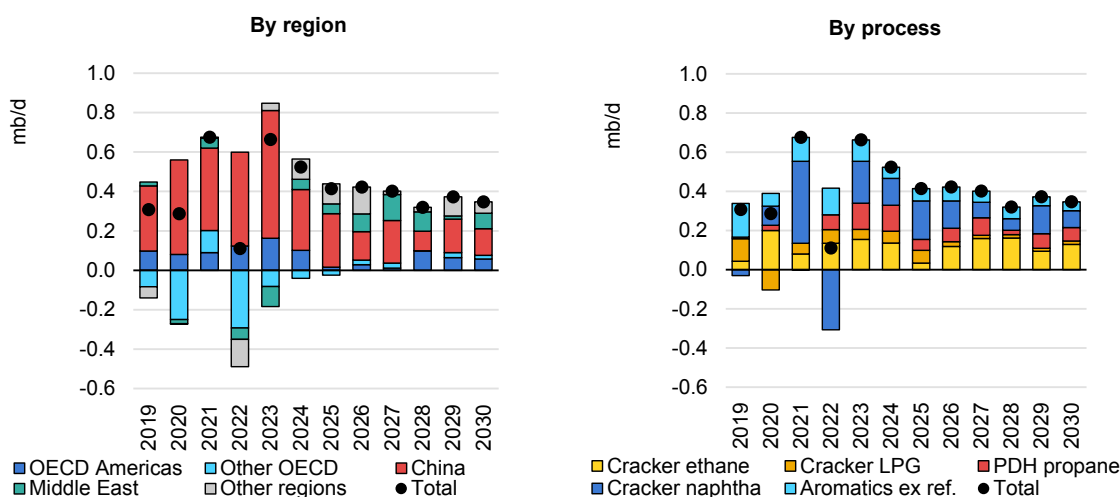 By region
mb/d
1.0
0.8
0.6
0.4
0.2
0.0
-0.2
-0.4
-0.6
2019 2020 2021 2022 2023 2024 2025 2026 2027 2028 2029 2030
OECD Americas Other OECD China
Middle East Other regions Total
By process
mb/d
1.0
0.8
0.6
0.4
0.2
0.0
-0.2
-0.4
-0.6
2019 2020 2021 2022 2023 2024 2025 2026 2027 2028 2029 2030
Cracker ethane Cracker LPG PDH propane
Cracker naphtha Aromatics ex ref. Total